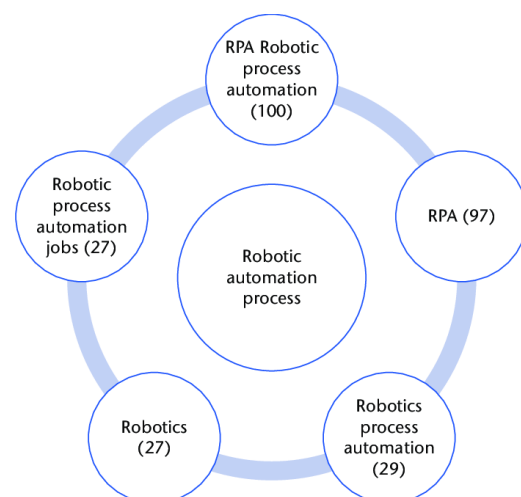 RPA Robotic
process
automation
(100)
RPA (97)
Robotics
process
automation
(29)
Robotics
(27)
Robotic
process
automation
jobs (27)
Robotic
automation
process